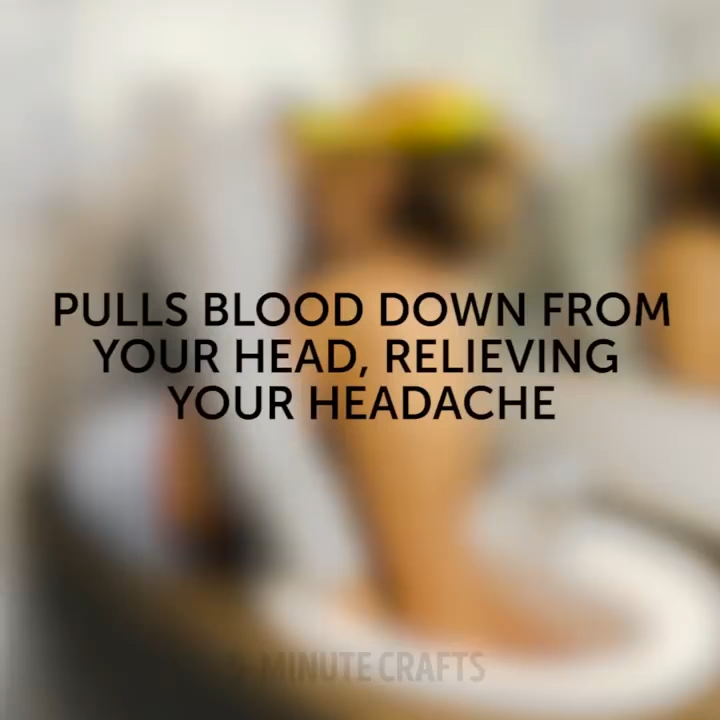 PULLS BLOOD DOWN FROM
YOUR HEAD, RELIEVING
YOUR HEADACHE
MINUTE CRAFTS